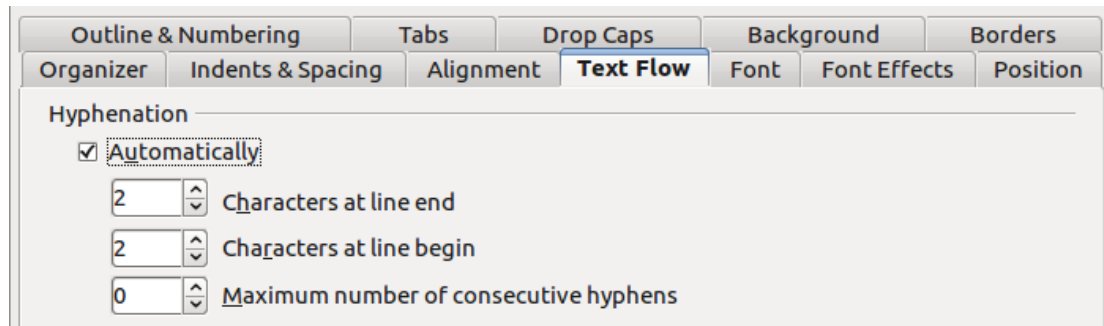 Outline & Numbering Tabs Drop Caps Background Borders
Organizer Indents & Spacing Alignment Text Flow Font Font Effects Position
Hyphenation
Automatically
2 Characters at line end
2 Characters at line begin
0 Maximum number of consecutive hyphens